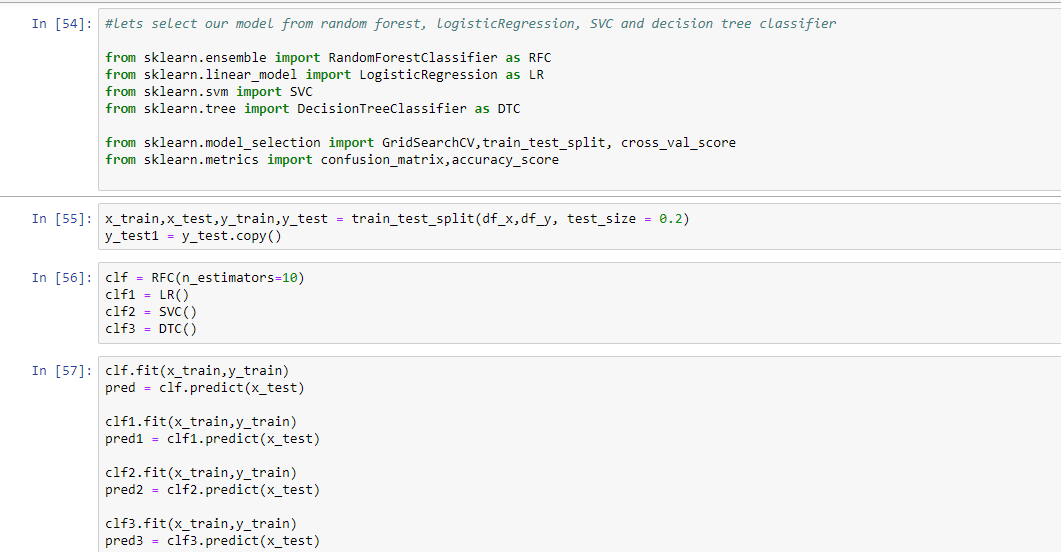 In [54]: #lets select our model from random forest, logisticRegression, SVC and decision tree classifier
from sklearn.ensemble import RandomForestClassifier as RFC
from sklearn.linear_model import LogisticRegression as LR
from sklearn.svm import SVC
from sklearn.tree import DecisionTreeClassifier as DTC
from sklearn.model_selection import GridSearchCV,train_test_split, cross_val_score
from sklearn.metrics import confusion_matrix,accuracy_score
In [55]: x_train,x_test,y_train,y_test = train_test_split(df_x,df_y, test_size = 0.2)
y_test1 = y_test.copy()
In [56]: clf = RFC(n_estimators=10)
clf1 = LR()
clf2 = SVC()
clf3 = DTC()
In [57]: clf.fit(x_train,y_train)
pred = clf.predict(x_test)
clf1.fit(x_train,y_train)
pred1 = clf1.predict(x_test)
clf2.fit(x_train,y_train)
pred2 = clf2.predict(x_test)
clf3.fit(x_train,y_train)
pred3 = clf3.predict(x_test)